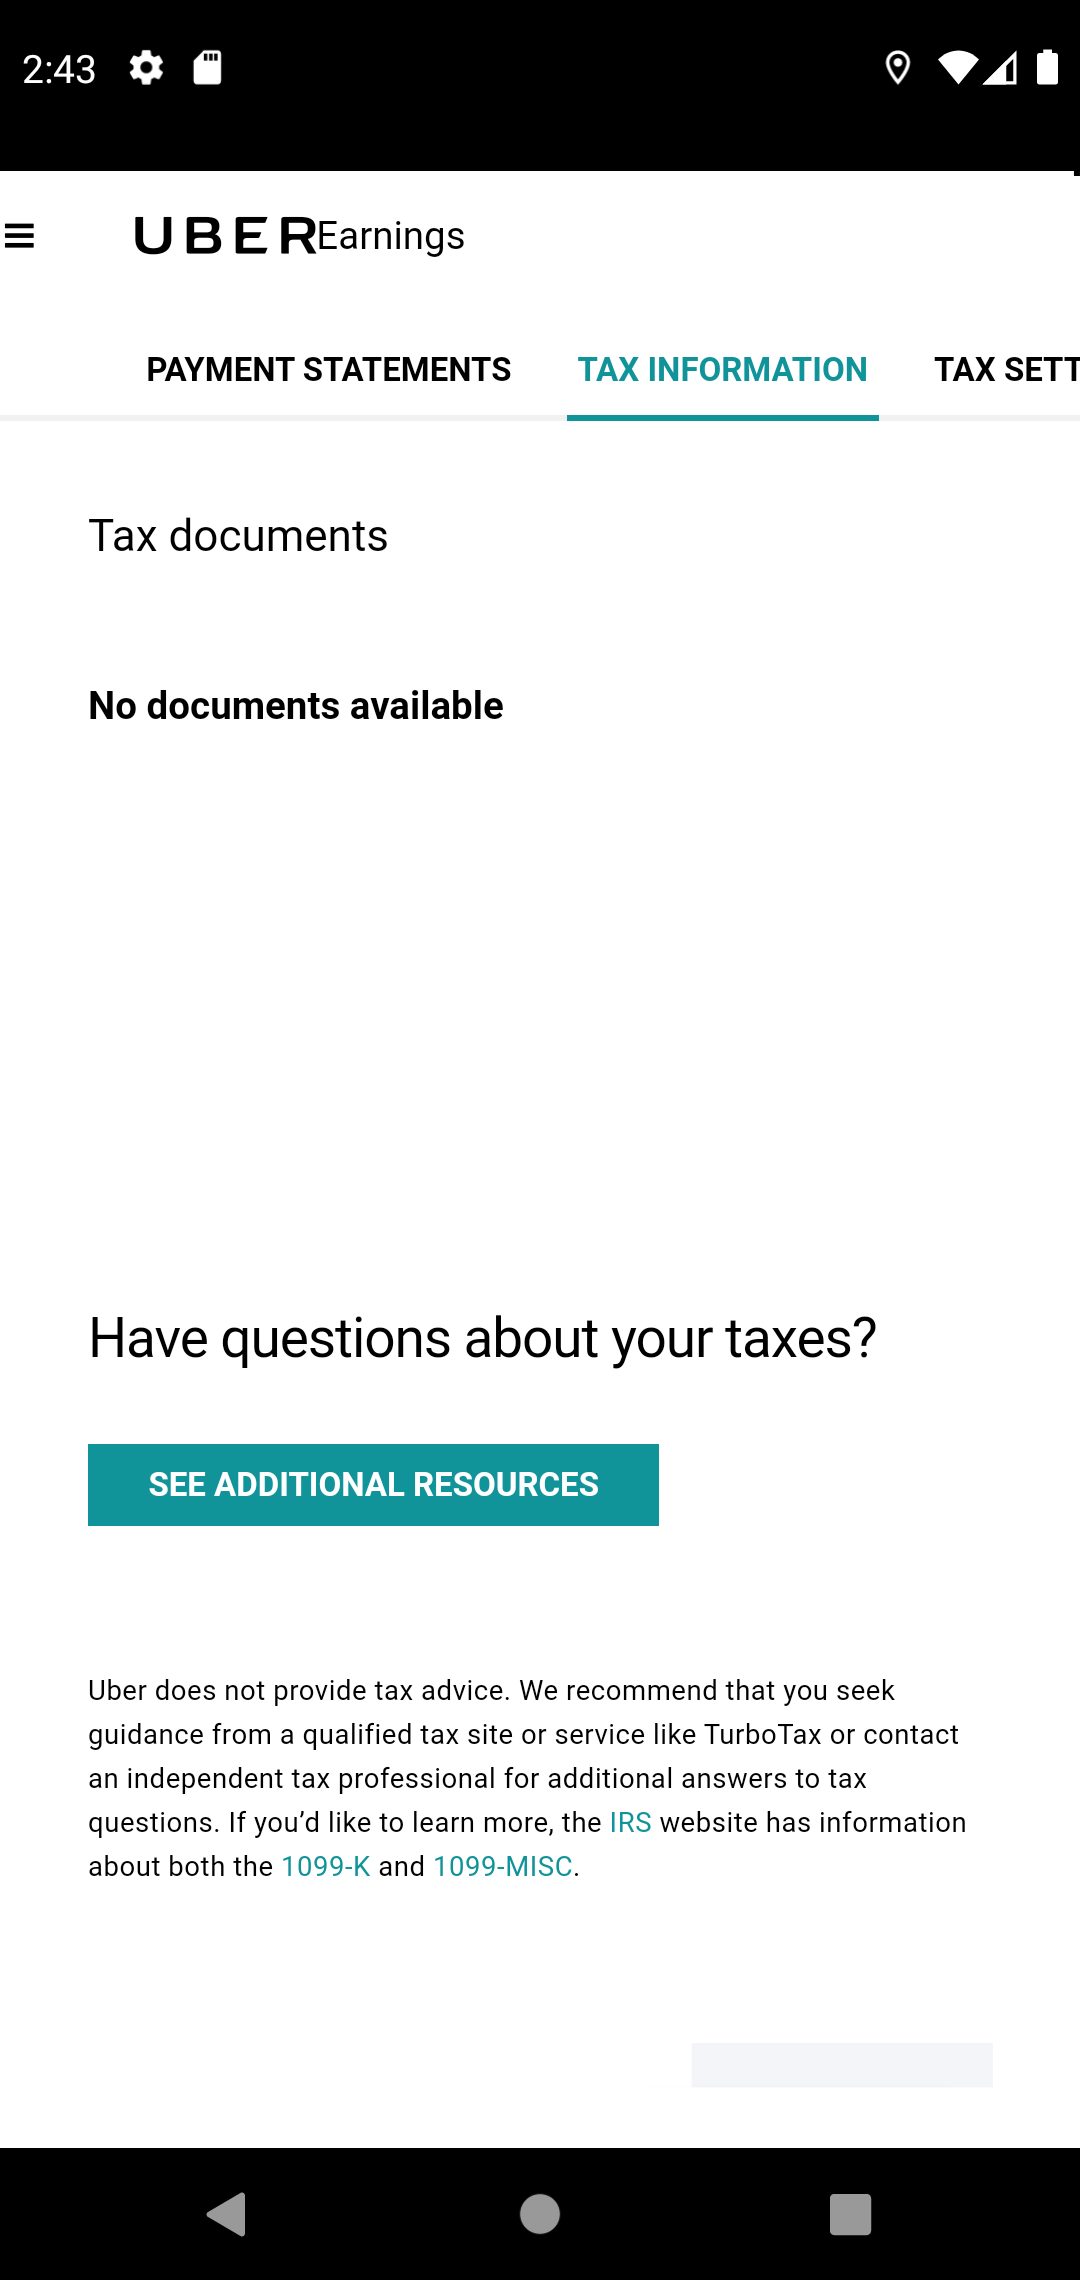 2:43
UBER Earnings
PAYMENT STATEMENTS TAX INFORMATION TAX SETT
Tax documents
No documents available
Have questions about your taxes?
SEE ADDITIONAL RESOURCES
Uber does not provide tax advice. We recommend that you seek
guidance from a qualified tax site or service like TurboTax or contact
an independent tax professional for additional answers to tax
questions. If you’d like to learn more, the IRS website has information
about both the 1099-K and 1099-MISC.